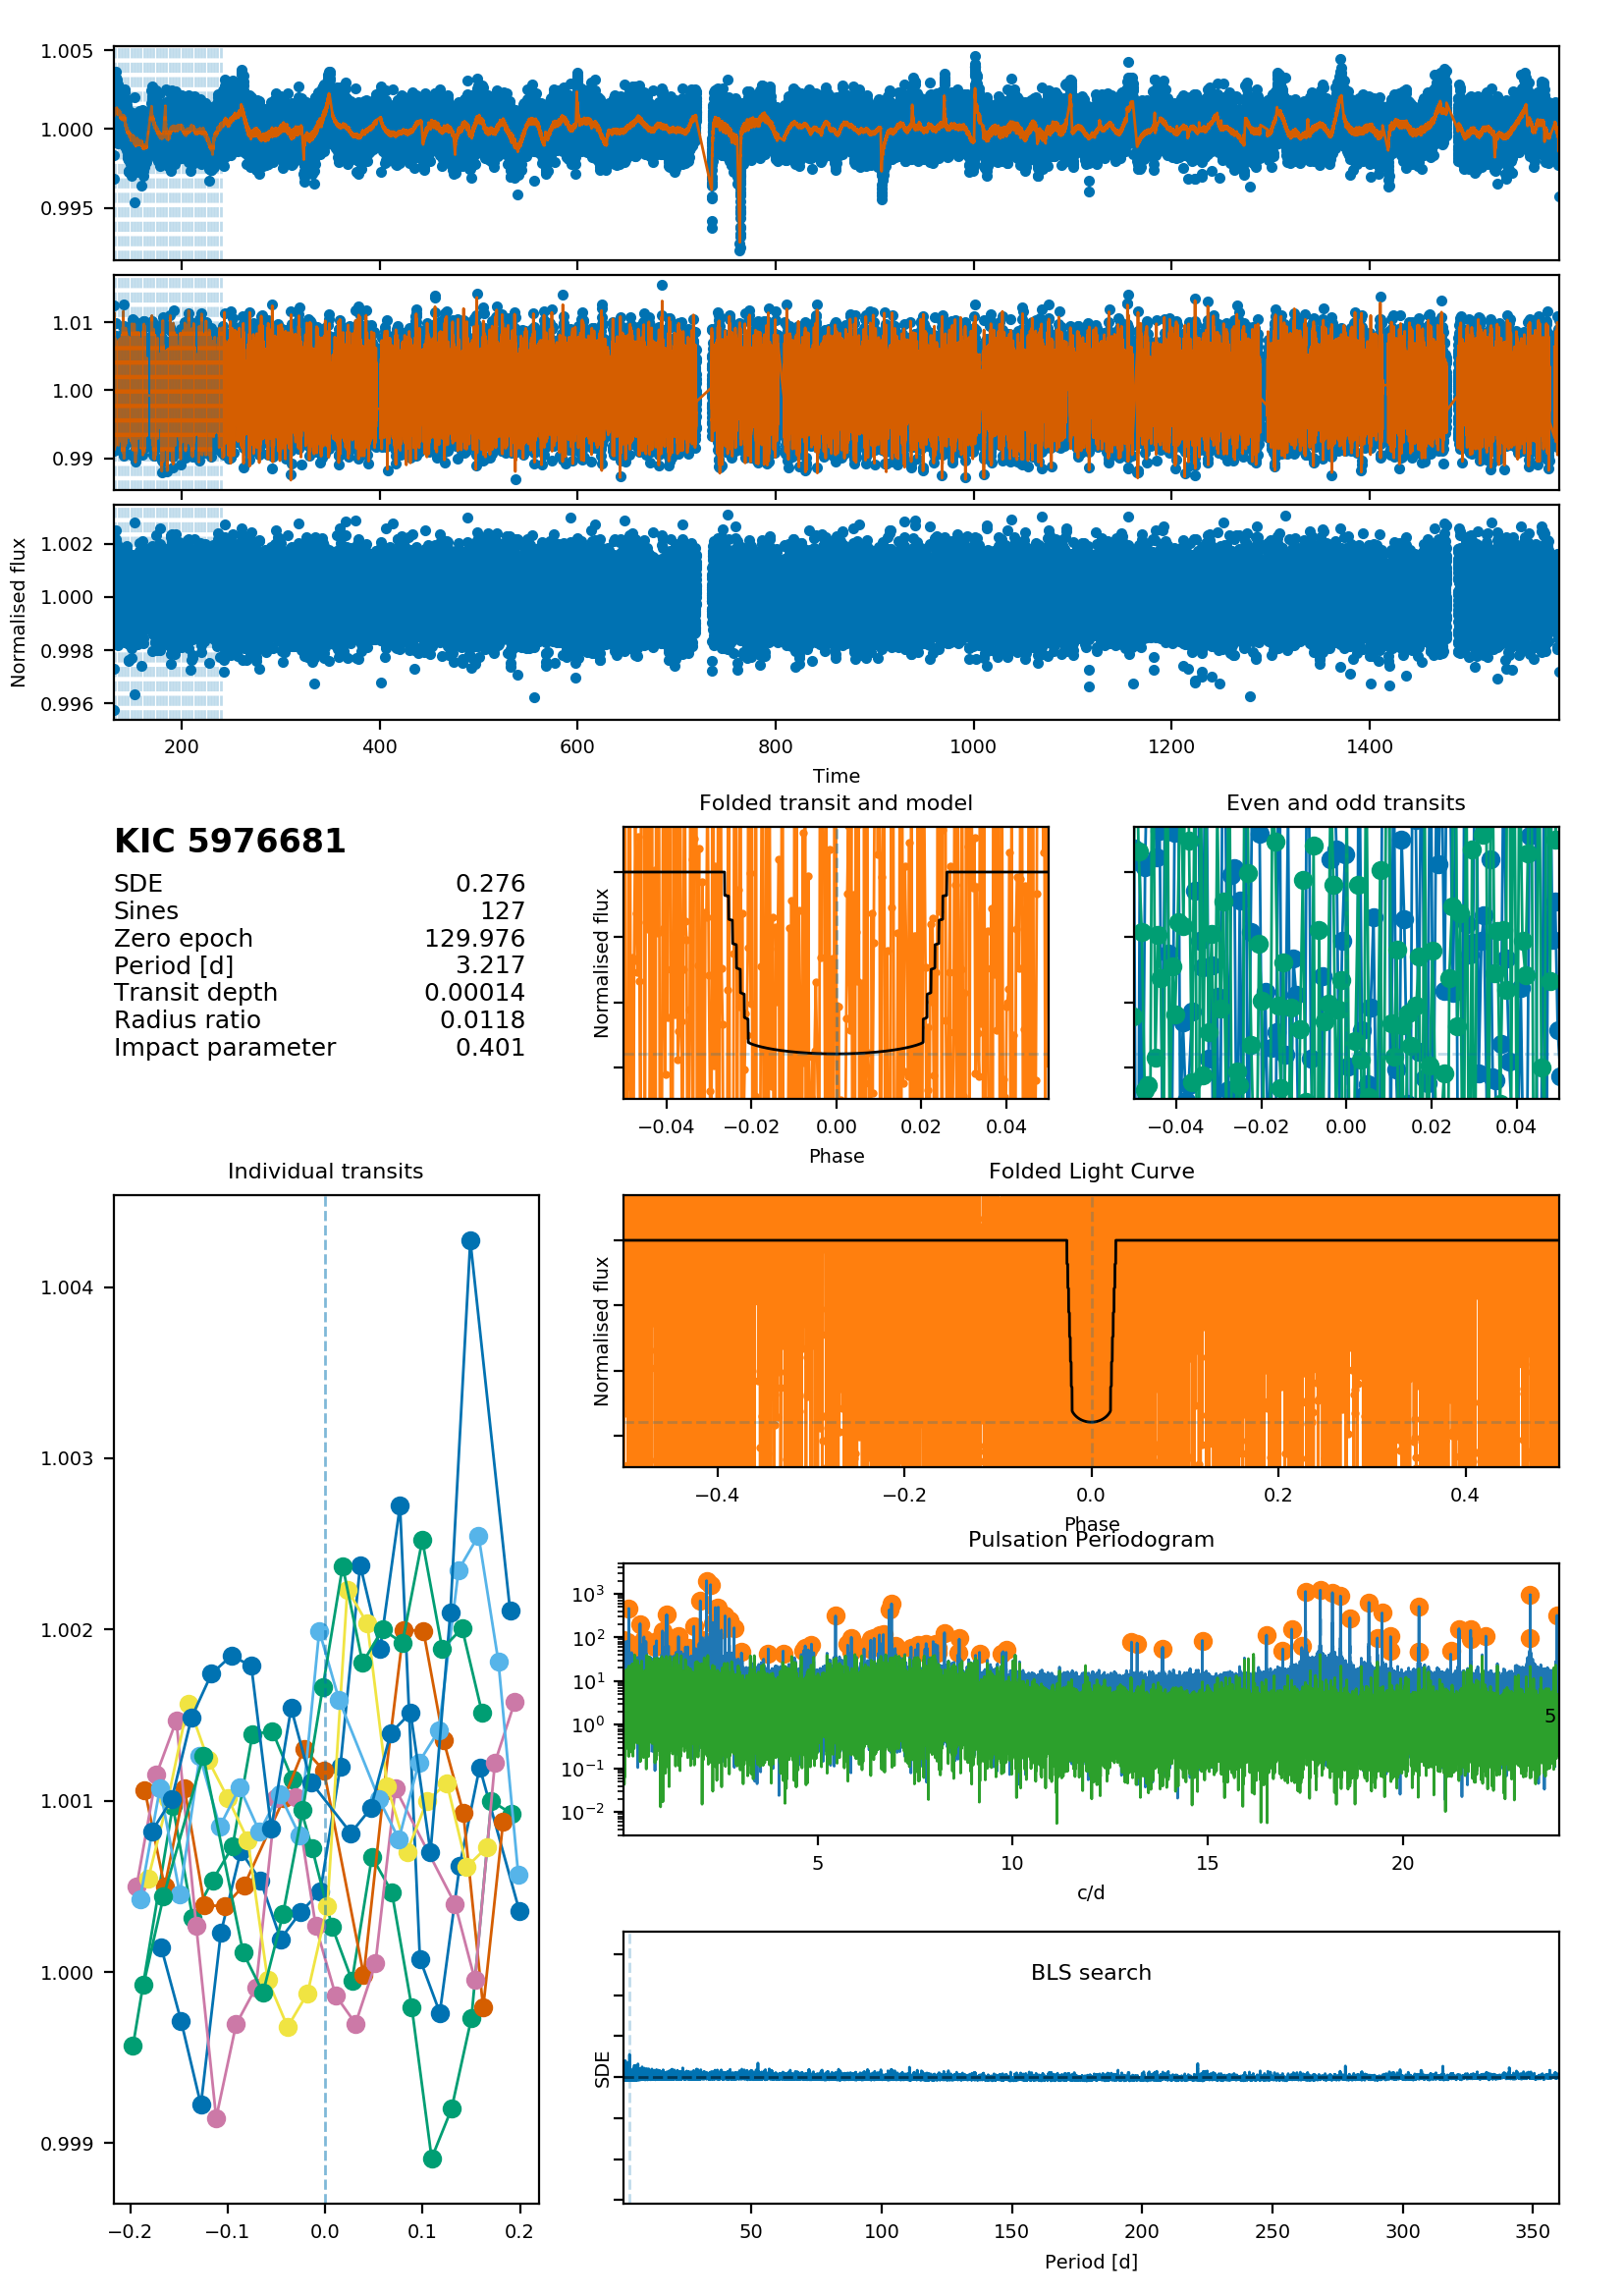 1.005
1.000
0.995
1.01
1.00
0.99
1.002
1.000
0.998
0.996
Normalised flux
200 400 600 800 1000 1200 1400
Time
KIC 5976681
SDE 0.276
Sines 127
Zero epoch 129.976
Period [d] 3.217
Transit depth 0.00014
Radius ratio 0.0118
Impact parameter 0.401
Folded transit and model
Normalised flux
−0.04 −0.02 0.00 0.02 0.04
Phase
Even and odd transits
−0.04 −0.02 0.00 0.02 0.04
Individual transits
1.004
1.003
1.002
1.001
1.000
0.999
−0.2 −0.1 0.0 0.1 0.2
Folded Light Curve
Normalised flux
−0.4 −0.2 0.0 0.2 0.4
Phase
Pulsation Periodogram
10³
10²
10¹
10⁰
10⁻¹
10⁻²
5
5 10 15 20
c/d
BLS search
SDE
50 100 150 200 250 300 350
Period [d]